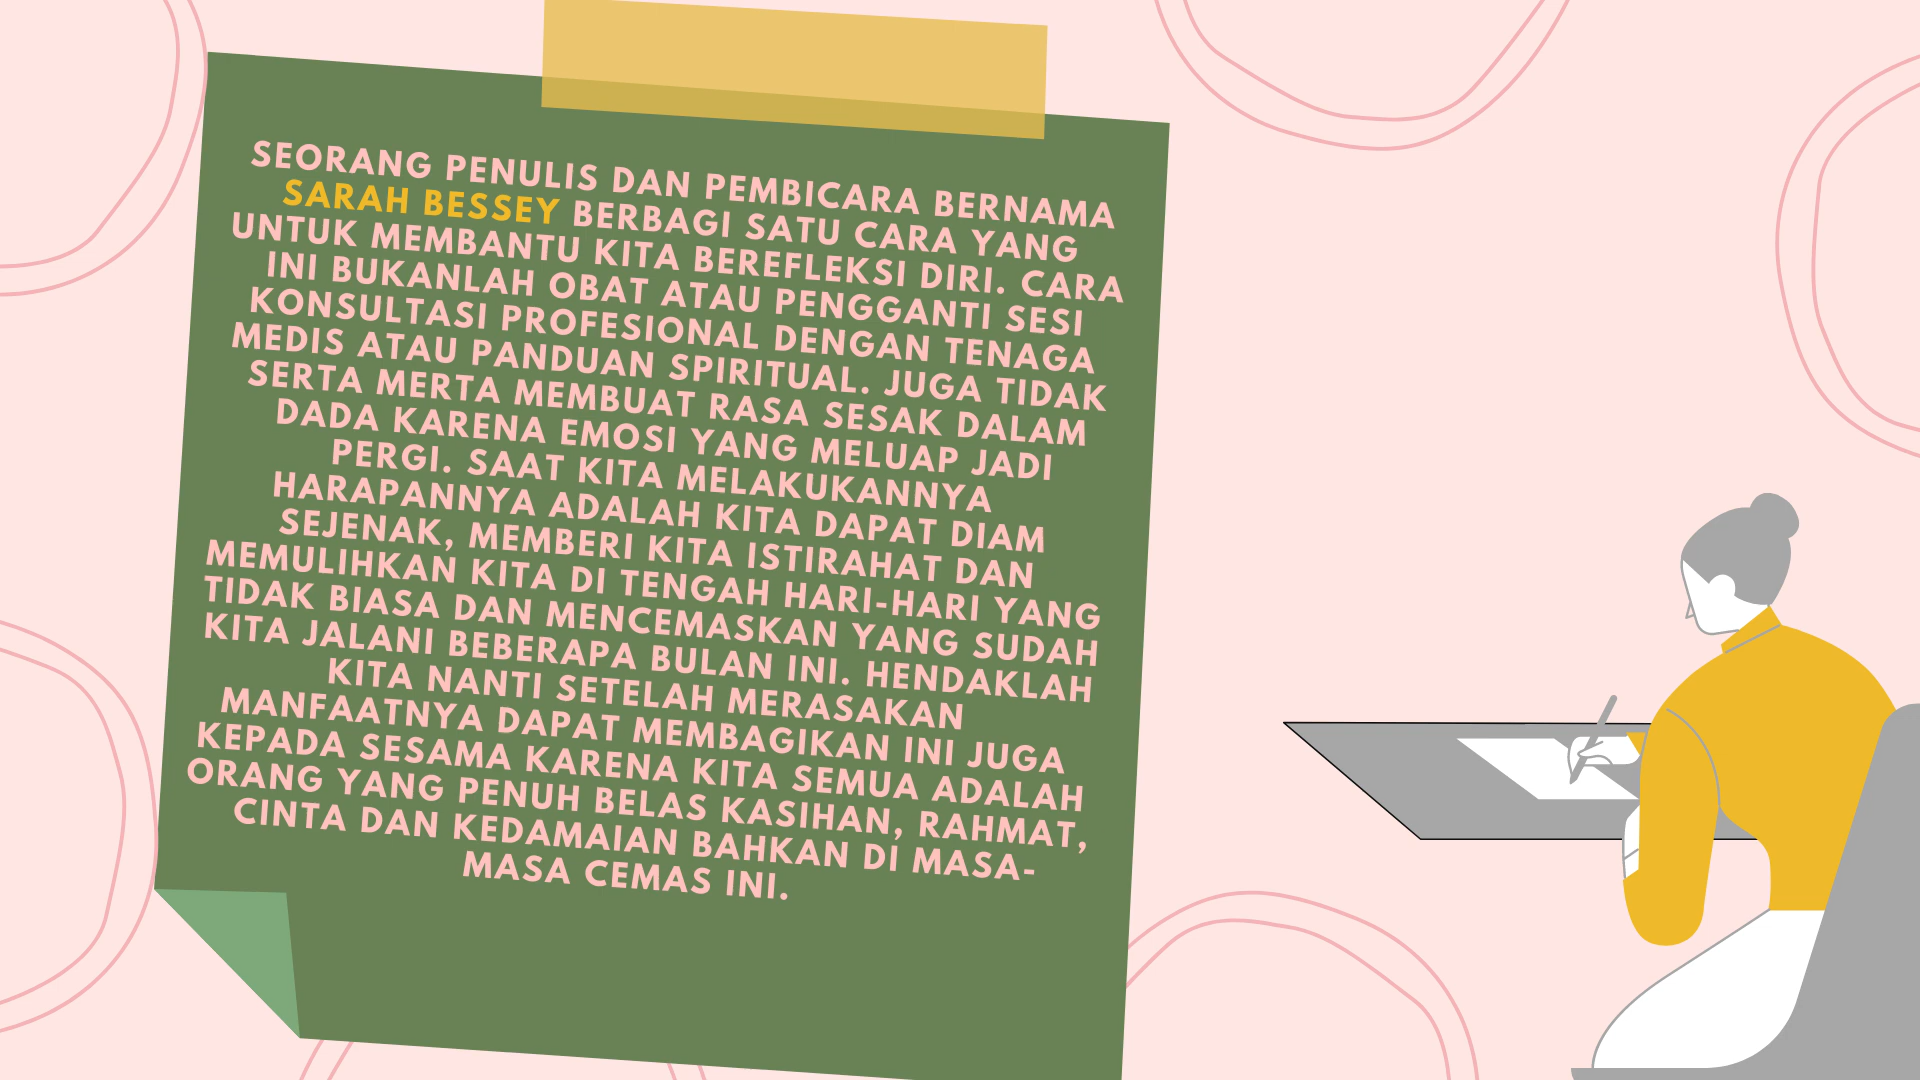 SEORANG PENULIS DAN PEMBICARA BERNAMA
SARAH BESSEY BERBAGI SATU CARA YANG
UNTUK MEMBANTU KITA BEREFLEKSI DIRI. CARA
INI BUKANLAH OBAT ATAU PENGGANTI SESI
KONSULTASI PROFESIONAL DENGAN TENAGA
MEDIS ATAU PANDUAN SPIRITUAL. JUGA TIDAK
SERTA MERTA MEMBUAT RASA SESAK DALAM
DADA KARENA EMOSI YANG MELUAP JADI
PERGI. SAAT KITA MELAKUKANNYA
HARAPANNYA ADALAH KITA DAPAT DIAM
SEJENAK, MEMBERI KITA ISTIRAHAT DAN
MEMULIHKAN KITA DI TENGAH HARI-HARI YANG
TIDAK BIASA DAN MENCEMASKAN YANG SUDAH
KITA JALANI BEBERAPA BULAN INI. HENDAKLAH
KITA NANTI SETELAH MERASAKAN
MANFAATNYA DAPAT MEMBAGIKAN INI JUGA
KEPADA SESAMA KARENA KITA SEMUA ADALAH
ORANG YANG PENUH BELAS KASIHAN, RAHMAT,
CINTA DAN KEDAMAIAN BAHKAN DI MASA-
MASA CEMAS INI.